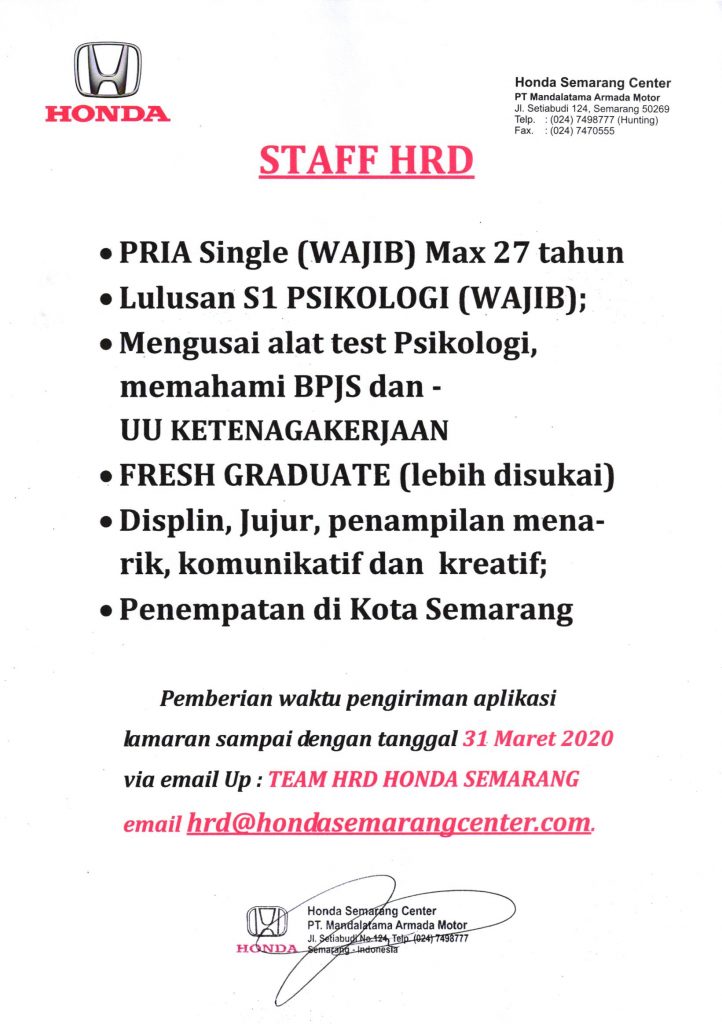 HONDA
Honda Semarang Center
PT Mandalatama Armada Motor
Jl. Setiabudi 124, Semarang 50269
Telp. : (024) 7498777 (Hunting)
Fax. : (024) 7470555
STAFF HRD
• PRIA Single (WAJIB) Max 27 tahun
• Lulusan S1 PSIKOLOGI (WAJIB);
• Mengusai alat test Psikologi,
memahami BPJS dan -
UU KETENAGAKERJAAN
• FRESH GRADUATE (lebih disukai)
• Displin, Jujur, penampilan mena-
rik, komunikatif dan kreatif;
• Penempatan di Kota Semarang
Pemberian waktu pengiriman aplikasi
lamaran sampai dengan tanggal 31 Maret 2020
via email Up : TEAM HRD HONDA SEMARANG
email hrd@hondasemarangcenter.com.
HONDA
Honda Semarang Center
PT. Mandalatama Armada Motor
Jl. Setiabudi No.124, Telp. (024) 7498777
Semarang - Indonesia